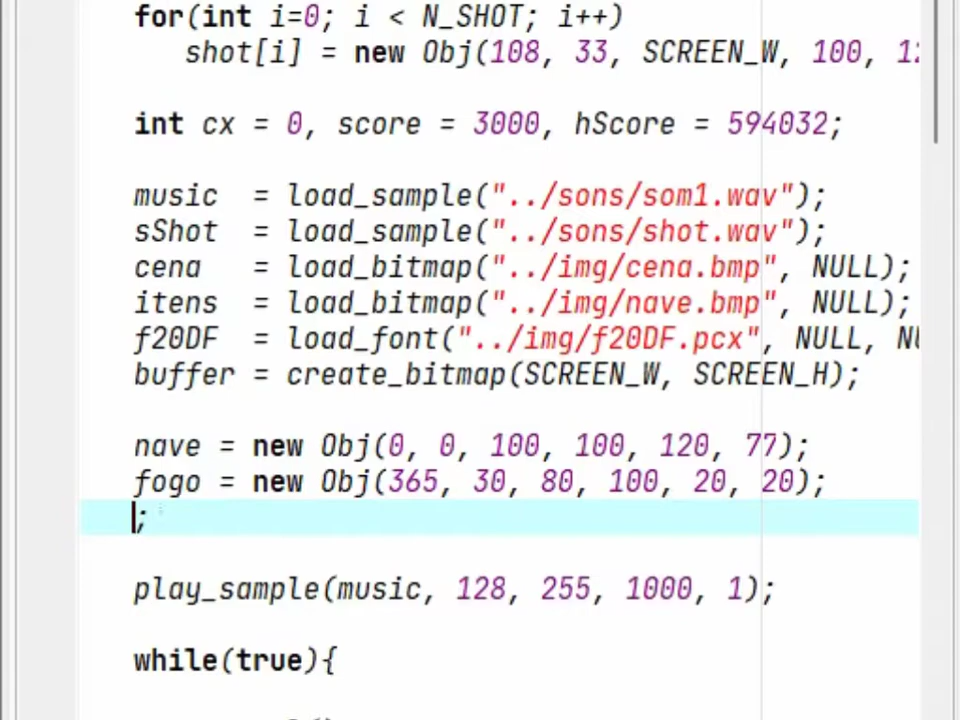 for(int i=0; i < N_SHOT; i++)
shot[i] = new Obj(108, 33, SCREEN_W, 100,
int cx = 0, score = 3000, hScore = 594032;
music = load_sample("../sons/som1.wav");
sShot = load_sample("../sons/shot.wav");
cena = load_bitmap("../img/cena.bmp", NULL);
itens = load_bitmap("../img/nave.bmp", NULL);
f20DF = load_font("../img/f20DF.pcx", NULL,
buffer = create_bitmap(SCREEN_W, SCREEN_H);
nave = new Obj(0, 0, 100, 100, 120, 77);
fogo = new Obj(365, 30, 80, 100, 20, 20);
;
play_sample(music, 128, 255, 1000, 1);
while(true){